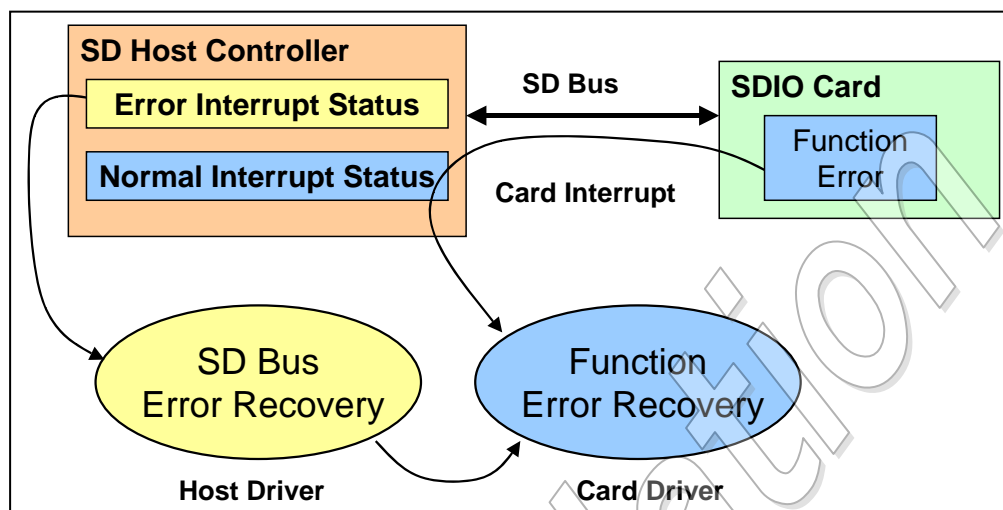 SD Host Controller
Error Interrupt Status
Normal Interrupt Status
SD Bus
Card Interrupt
SDIO Card
Function
Error
SD Bus
Error Recovery
Function
Error Recovery
Host Driver
Card Driver